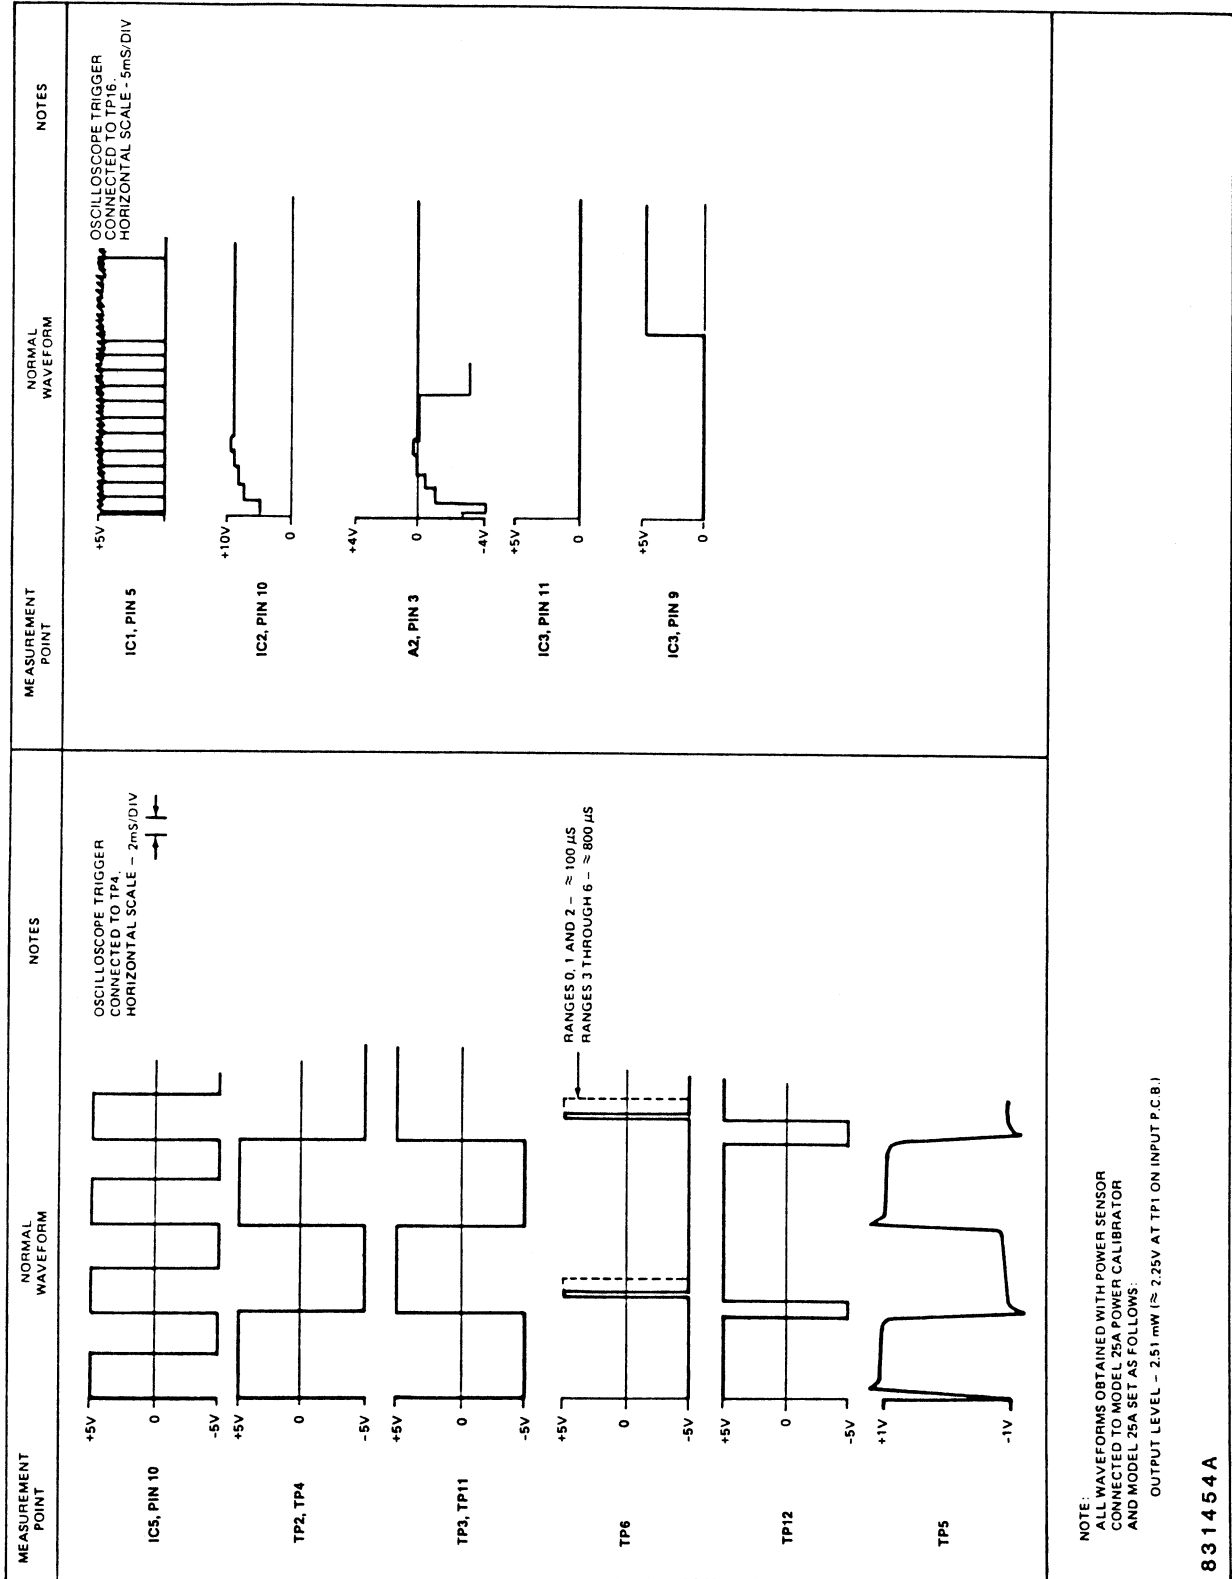 MEASUREMENT
POINT
NORMAL
WAVEFORM
NOTES
OSCILLOSCOPE TRIGGER
CONNECTED TO TP4.
HORIZONTAL SCALE – 2mS/DIV
IC5, PIN 10
+5V
0
-5V
TP2, TP4
+5V
0
-5V
TP3, TP11
+5V
0
-5V
TP6
+5V
0
-5V
RANGES 0, 1 AND 2 – ≈ 100 µS
RANGES 3 THROUGH 6 – ≈ 800 µS
TP12
+5V
0
-5V
TP5
+1V
-1V
MEASUREMENT
POINT
NORMAL
WAVEFORM
NOTES
OSCILLOSCOPE TRIGGER
CONNECTED TO TP16.
HORIZONTAL SCALE - 5mS/DIV
IC1, PIN 5
+5V
IC2, PIN 10
+10V
0
A2, PIN 3
+4V
0
-4V
IC3, PIN 11
+5V
0
IC3, PIN 9
+5V
0
NOTE:
ALL WAVEFORMS OBTAINED WITH POWER SENSOR
CONNECTED TO MODEL 25A POWER CALIBRATOR
AND MODEL 25A SET AS FOLLOWS:
OUTPUT LEVEL – 2.51 mW (≈ 2.25V AT TP1 ON INPUT P.C.B.)
831454A